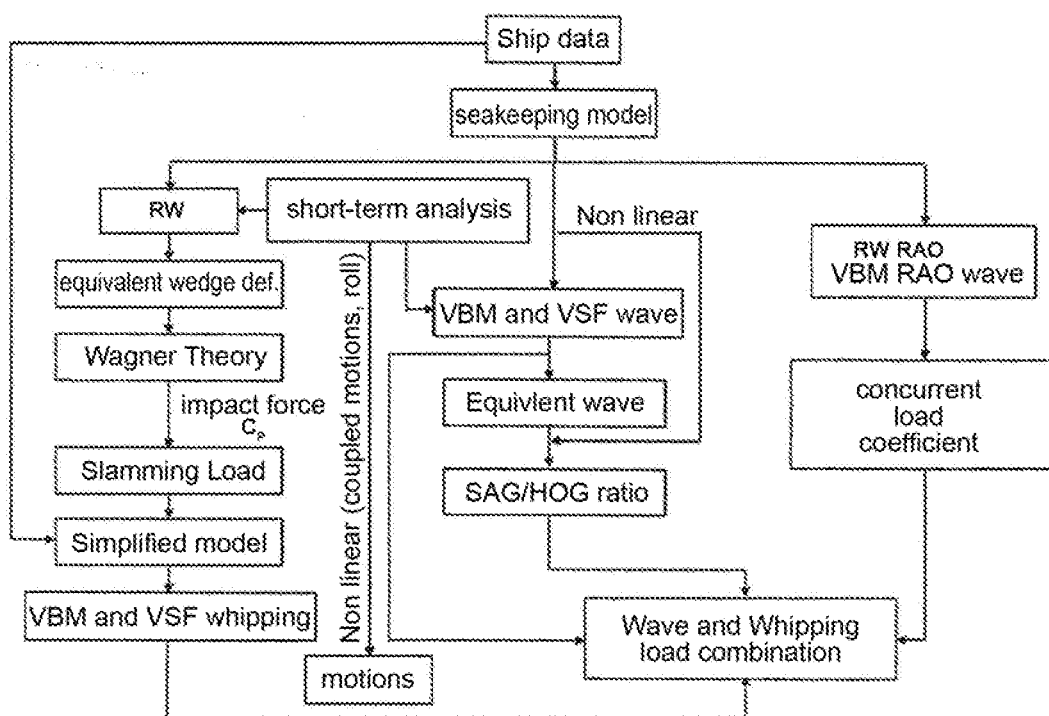 Ship data
seakeeping model
RW
short-term analysis
Non linear
RW RAO
VBM RAO wave
equivalent wedge def.
VBM and VSF wave
Wagner Theory
impact force
Cp
Equivlent wave
concurrent
load
coefficient
Slamming Load
SAG/HOG ratio
Simplified model
Non linear (coupled motions, roll)
VBM and VSF whipping
Wave and Whipping
load combination
motions